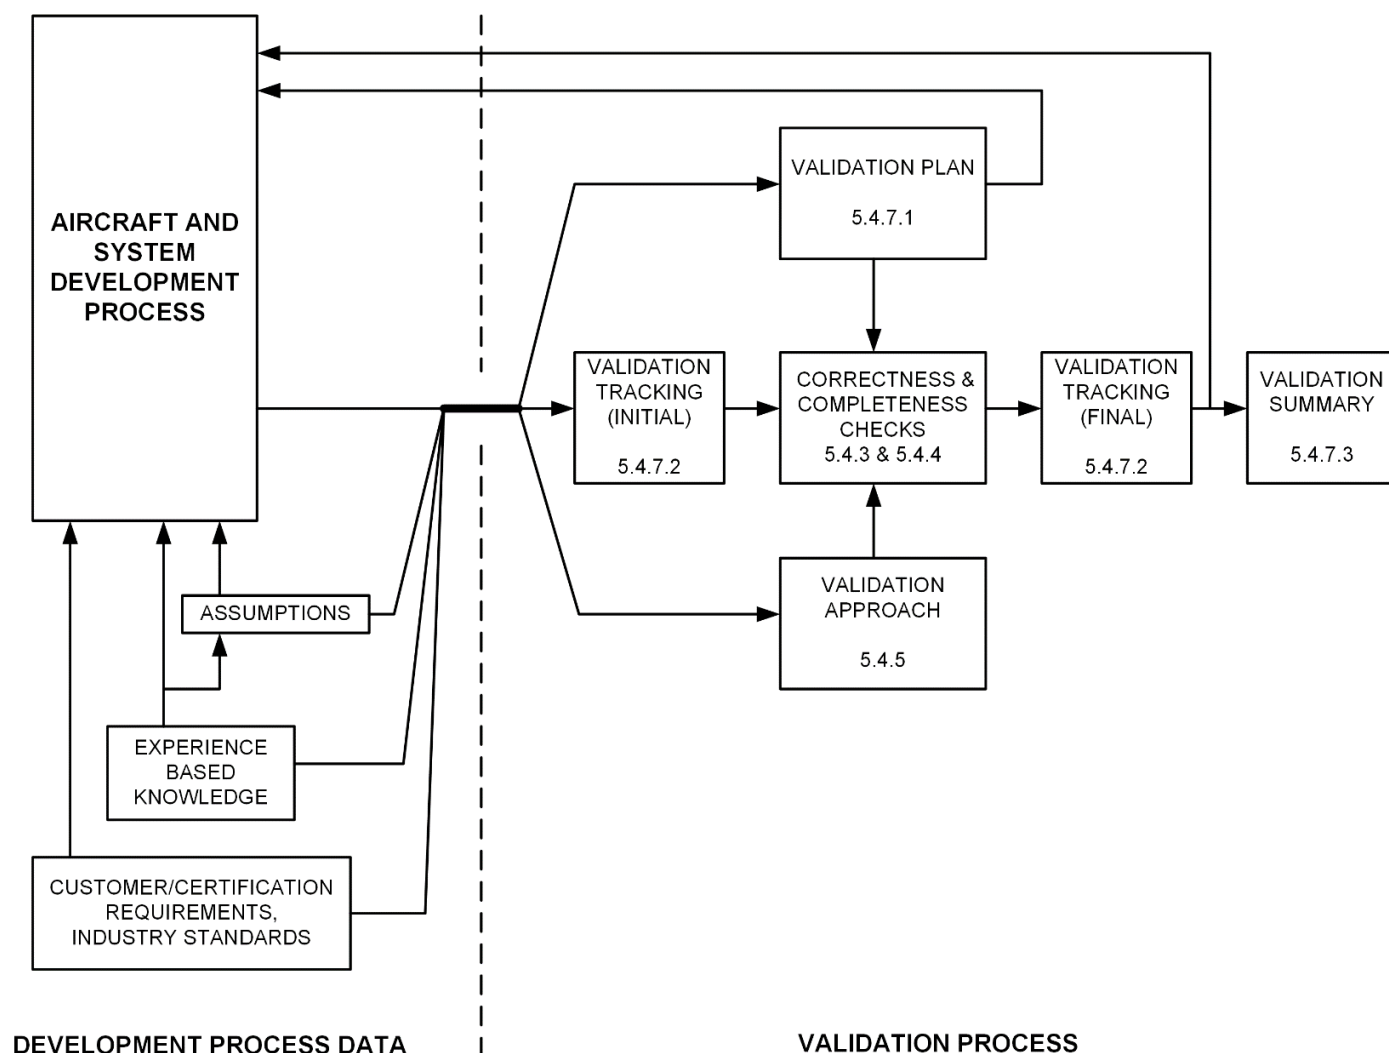 AIRCRAFT AND
SYSTEM
DEVELOPMENT
PROCESS
VALIDATION PLAN
5.4.7.1
VALIDATION
TRACKING
(INITIAL)
5.4.7.2
CORRECTNESS &
COMPLETENESS
CHECKS
5.4.3 & 5.4.4
VALIDATION
TRACKING
(FINAL)
5.4.7.2
VALIDATION
SUMMARY
5.4.7.3
ASSUMPTIONS
VALIDATION
APPROACH
5.4.5
EXPERIENCE
BASED
KNOWLEDGE
CUSTOMER/CERTIFICATION
REQUIREMENTS,
INDUSTRY STANDARDS
DEVELOPMENT PROCESS DATA
VALIDATION PROCESS